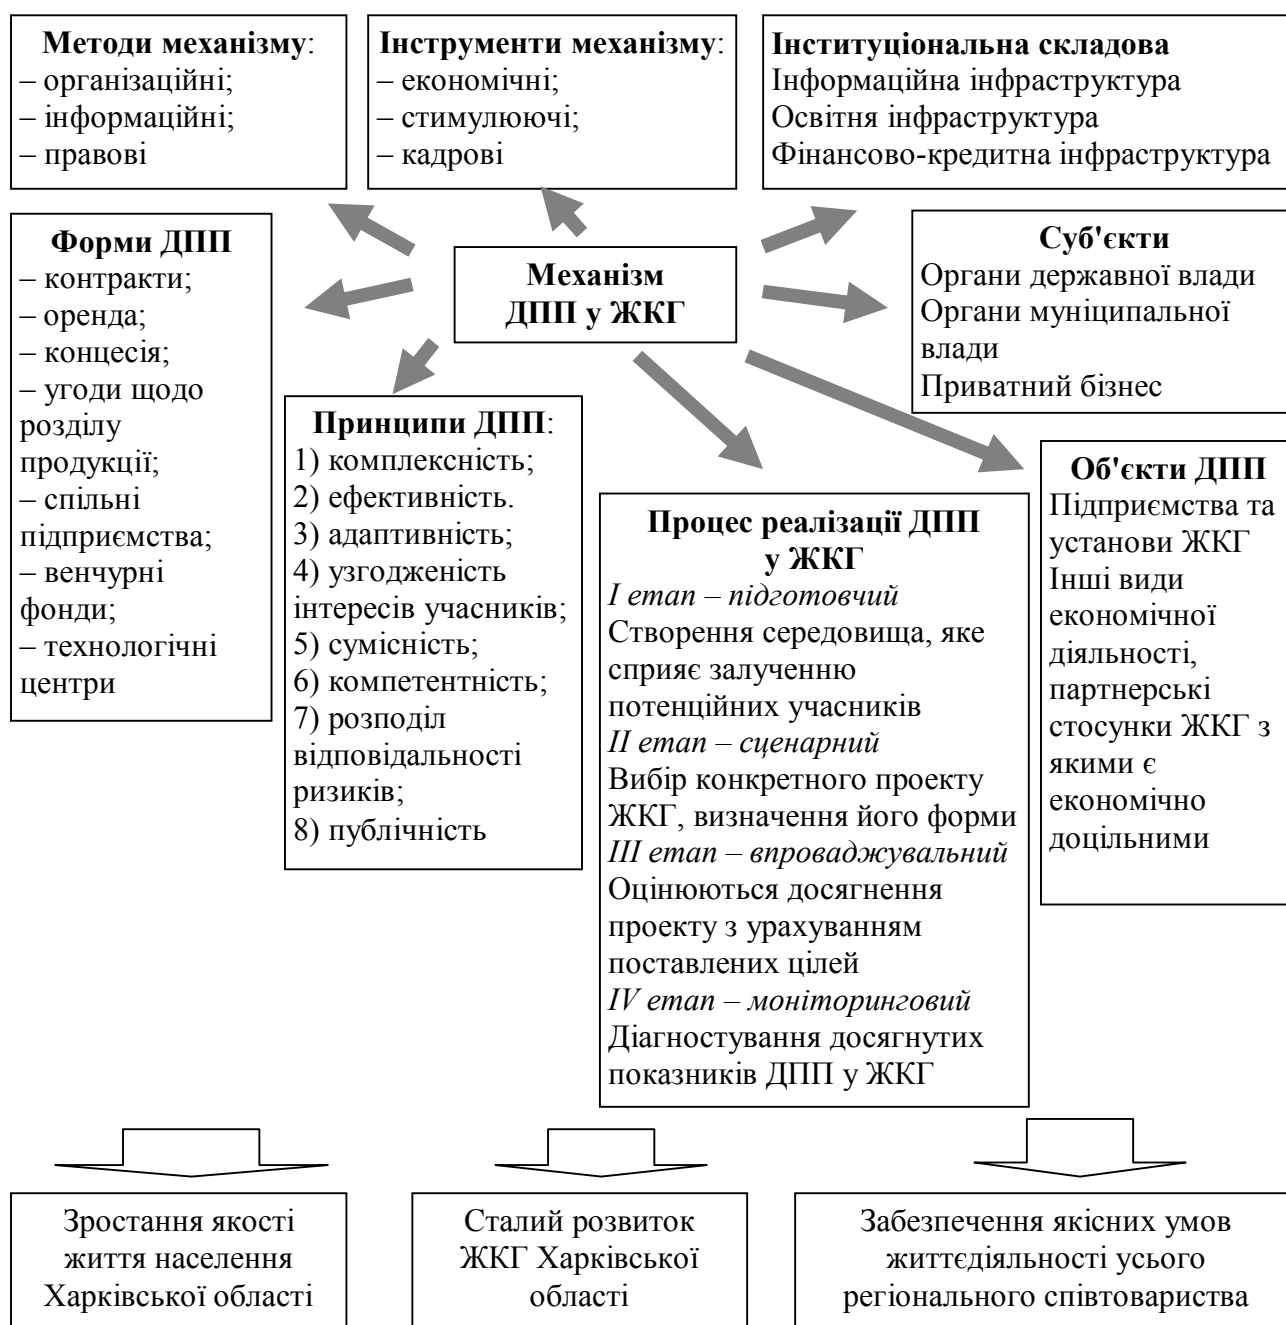 Методи механізму:
– організаційні;
– інформаційні;
– правові
Інструменти механізму:
– економічні;
– стимулюючі;
– кадрові
Інституціональна складова
Інформаційна інфраструктура
Освітня інфраструктура
Фінансово-кредитна інфраструктура
Форми ДПП
– контракти;
– оренда;
– концесія;
– угоди щодо
розділу
продукції;
– спільні
підприємства;
– венчурні
фонди;
– технологічні
центри
Механізм
ДПП у ЖКГ
Суб'єкти
Органи державної влади
Органи муніципальної
влади
Приватний бізнес
Принципи ДПП:
1) комплексність;
2) ефективність.
3) адаптивність;
4) узгодженість
інтересів учасників;
5) сумісність;
6) компетентність;
7) розподіл
відповідальності
ризиків;
8) публічність
Процес реалізації ДПП
у ЖКГ
I етап – підготовчий
Створення середовища, яке
сприяє залученню
потенційних учасників
II етап – сценарний
Вибір конкретного проекту
ЖКГ, визначення його форми
III етап – впроваджувальний
Оцінюються досягнення
проекту з урахуванням
поставлених цілей
IV етап – моніторинговий
Діагностування досягнутих
показників ДПП у ЖКГ
Об'єкти ДПП
Підприємства та
установи ЖКГ
Інші види
економічної
діяльності,
партнерські
стосунки ЖКГ з
якими є
економічно
доцільними
Зростання якості
життя населення
Харківської області
Сталий розвиток
ЖКГ Харківської
області
Забезпечення якісних умов
життєдіяльності усього
регіонального співтовариства